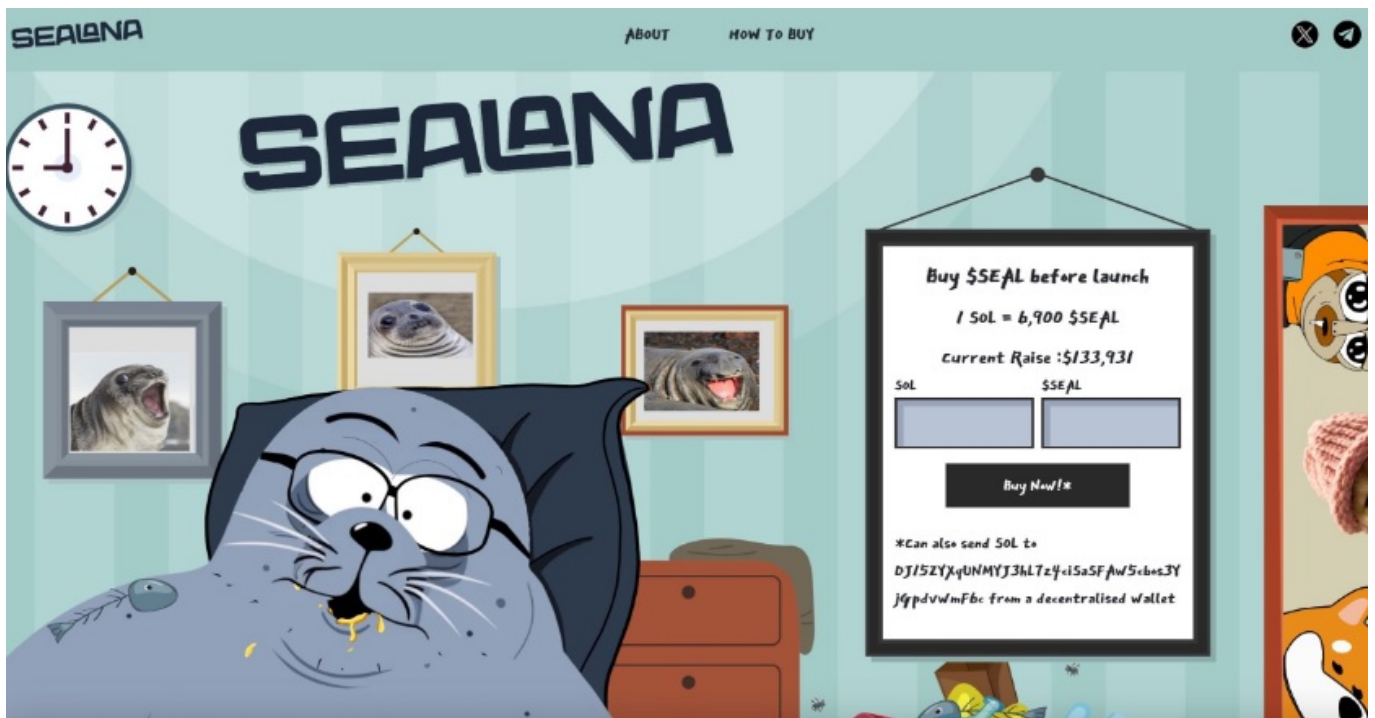 SEALANA
ABOUT
HOW TO BUY
SEALANA
Buy $SEAL before launch
1 SOL = 6,900 $SEAL
Current Raise :$133,931
SOL
$SEAL
Buy Now!*
*Can also send SOL to
DJ15ZYXqUNMYJ3hL7z4ciSaSFAW5cbos3Y
jGpdvWmFbc from a decentralised wallet